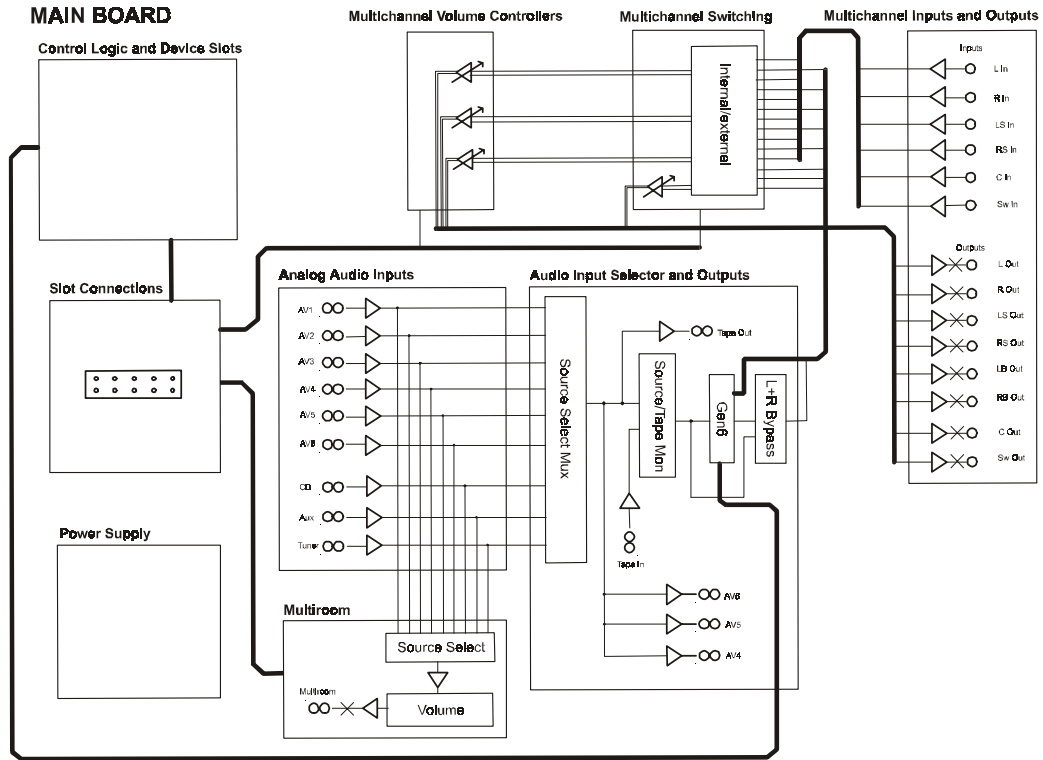 MAIN BOARD
Multichannel Volume Controllers
Multichannel Switching
Multichannel Inputs and Outputs
Control Logic and Device Slots
Internal/external
Inputs
L In
R In
LS In
RS In
C In
Sw In
Outputs
L Out
R Out
LS Out
RS Out
LB Out
RB Out
C Out
Sw Out
Slot Connections
Analog Audio Inputs
AV1
AV2
AV3
AV4
AV5
AV6
CD
Aux
Tuner
Audio Input Selector and Outputs
Source Select Mux
Tape Out
Source/Tape Mon
Gen6
L+R Bypass
Tape In
AV6
AV5
AV4
Power Supply
Multiroom
Source Select
Multiroom
Volume